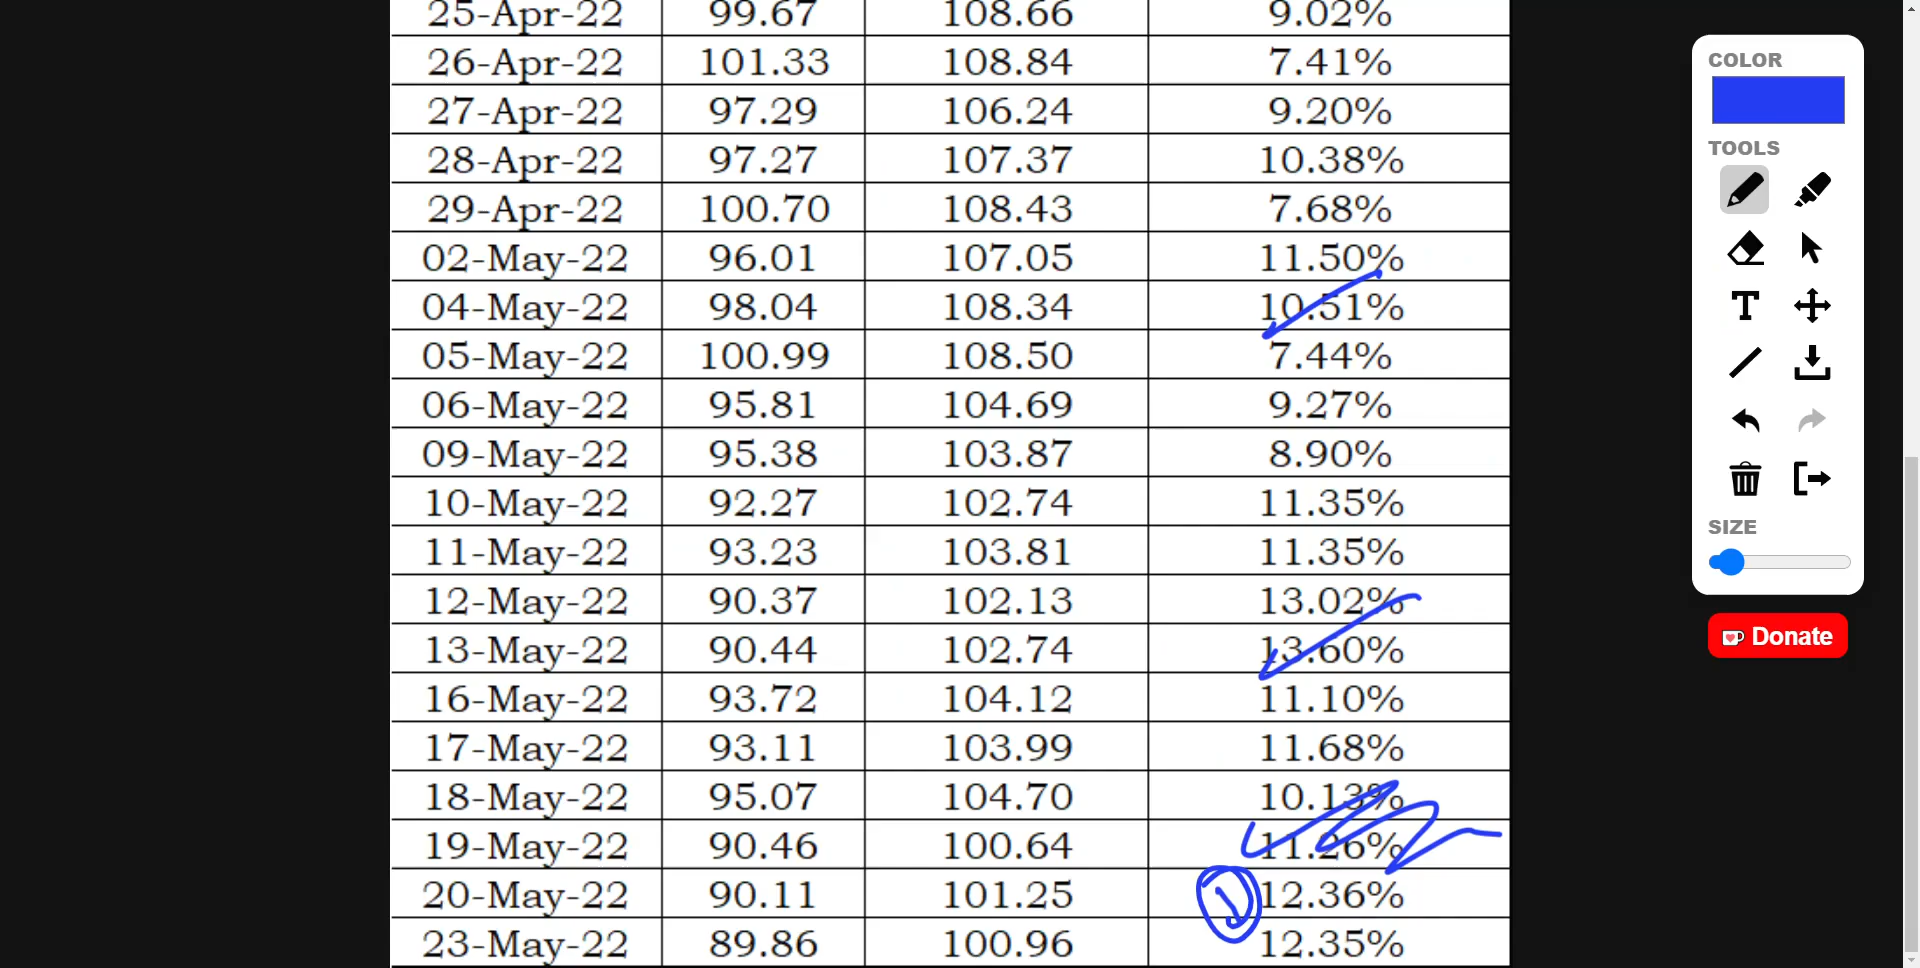 25-Apr-22 99.67 108.66 9.02%
26-Apr-22 101.33 108.84 7.41%
27-Apr-22 97.29 106.24 9.20%
28-Apr-22 97.27 107.37 10.38%
29-Apr-22 100.70 108.43 7.68%
02-May-22 96.01 107.05 11.50%
04-May-22 98.04 108.34 10.51%
05-May-22 100.99 108.50 7.44%
06-May-22 95.81 104.69 9.27%
09-May-22 95.38 103.87 8.90%
10-May-22 92.27 102.74 11.35%
11-May-22 93.23 103.81 11.35%
12-May-22 90.37 102.13 13.02%
13-May-22 90.44 102.74 13.60%
16-May-22 93.72 104.12 11.10%
17-May-22 93.11 103.99 11.68%
18-May-22 95.07 104.70 10.13%
19-May-22 90.46 100.64 11.26%
20-May-22 90.11 101.25 12.36%
23-May-22 89.86 100.96 12.35%
COLOR
TOOLS
T
SIZE
Donate